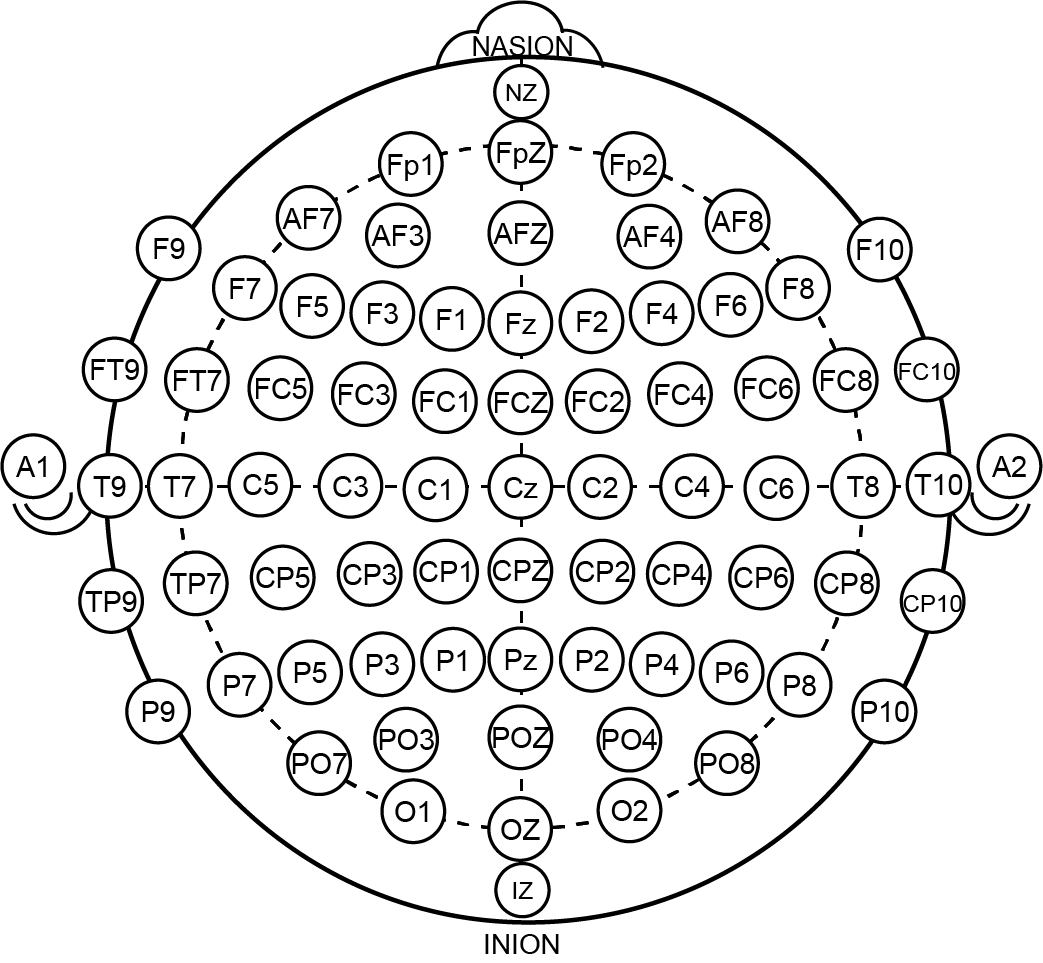 NASION
NZ
Fp1 FpZ Fp2
AF7 AF3 AFZ AF4 AF8
F9 F7 F5 F3 F1 Fz F2 F4 F6 F8 F10
FT9 FT7 FC5 FC3 FC1 FCZ FC2 FC4 FC6 FC8 FC10
A1 T9 T7 C5 C3 C1 Cz C2 C4 C6 T8 T10 A2
TP9 TP7 CP5 CP3 CP1 CPZ CP2 CP4 CP6 CP8 CP10
P9 P7 P5 P3 P1 Pz P2 P4 P6 P8 P10
PO7 PO3 POZ PO4 PO8
O1 OZ O2
IZ
INION